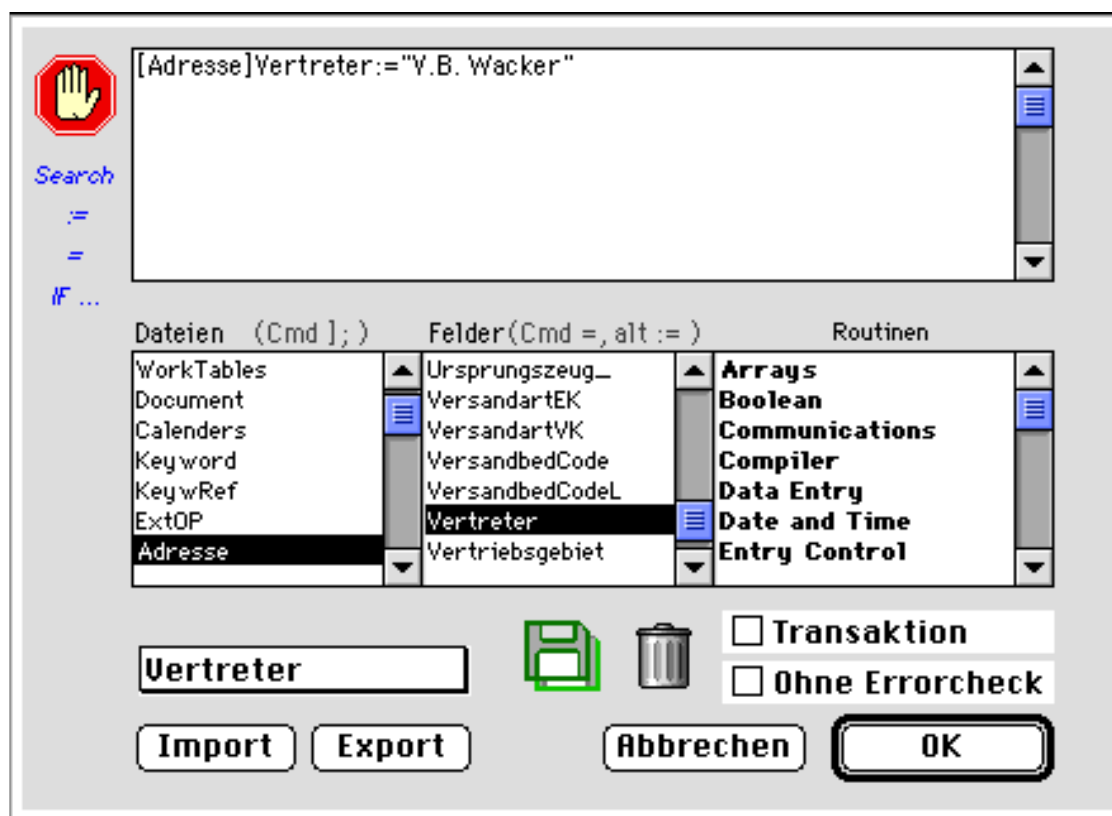 [Adresse]Vertreter:="V.B. Wacker"
Search
:=
=
IF ...
Dateien (Cmd ]; )
Felder(Cmd =, alt := )
Routinen
WorkTables
Document
Calenders
Keyword
KeywRef
ExtOP
Adresse
Ursprungszeug_
VersandartEK
VersandartVK
VersandbedCode
VersandbedCodeL
Vertreter
Vertriebsgebiet
Arrays
Boolean
Communications
Compiler
Data Entry
Date and Time
Entry Control
Vertreter
Transaktion
Ohne Errorcheck
Import
Export
Abbrechen
OK